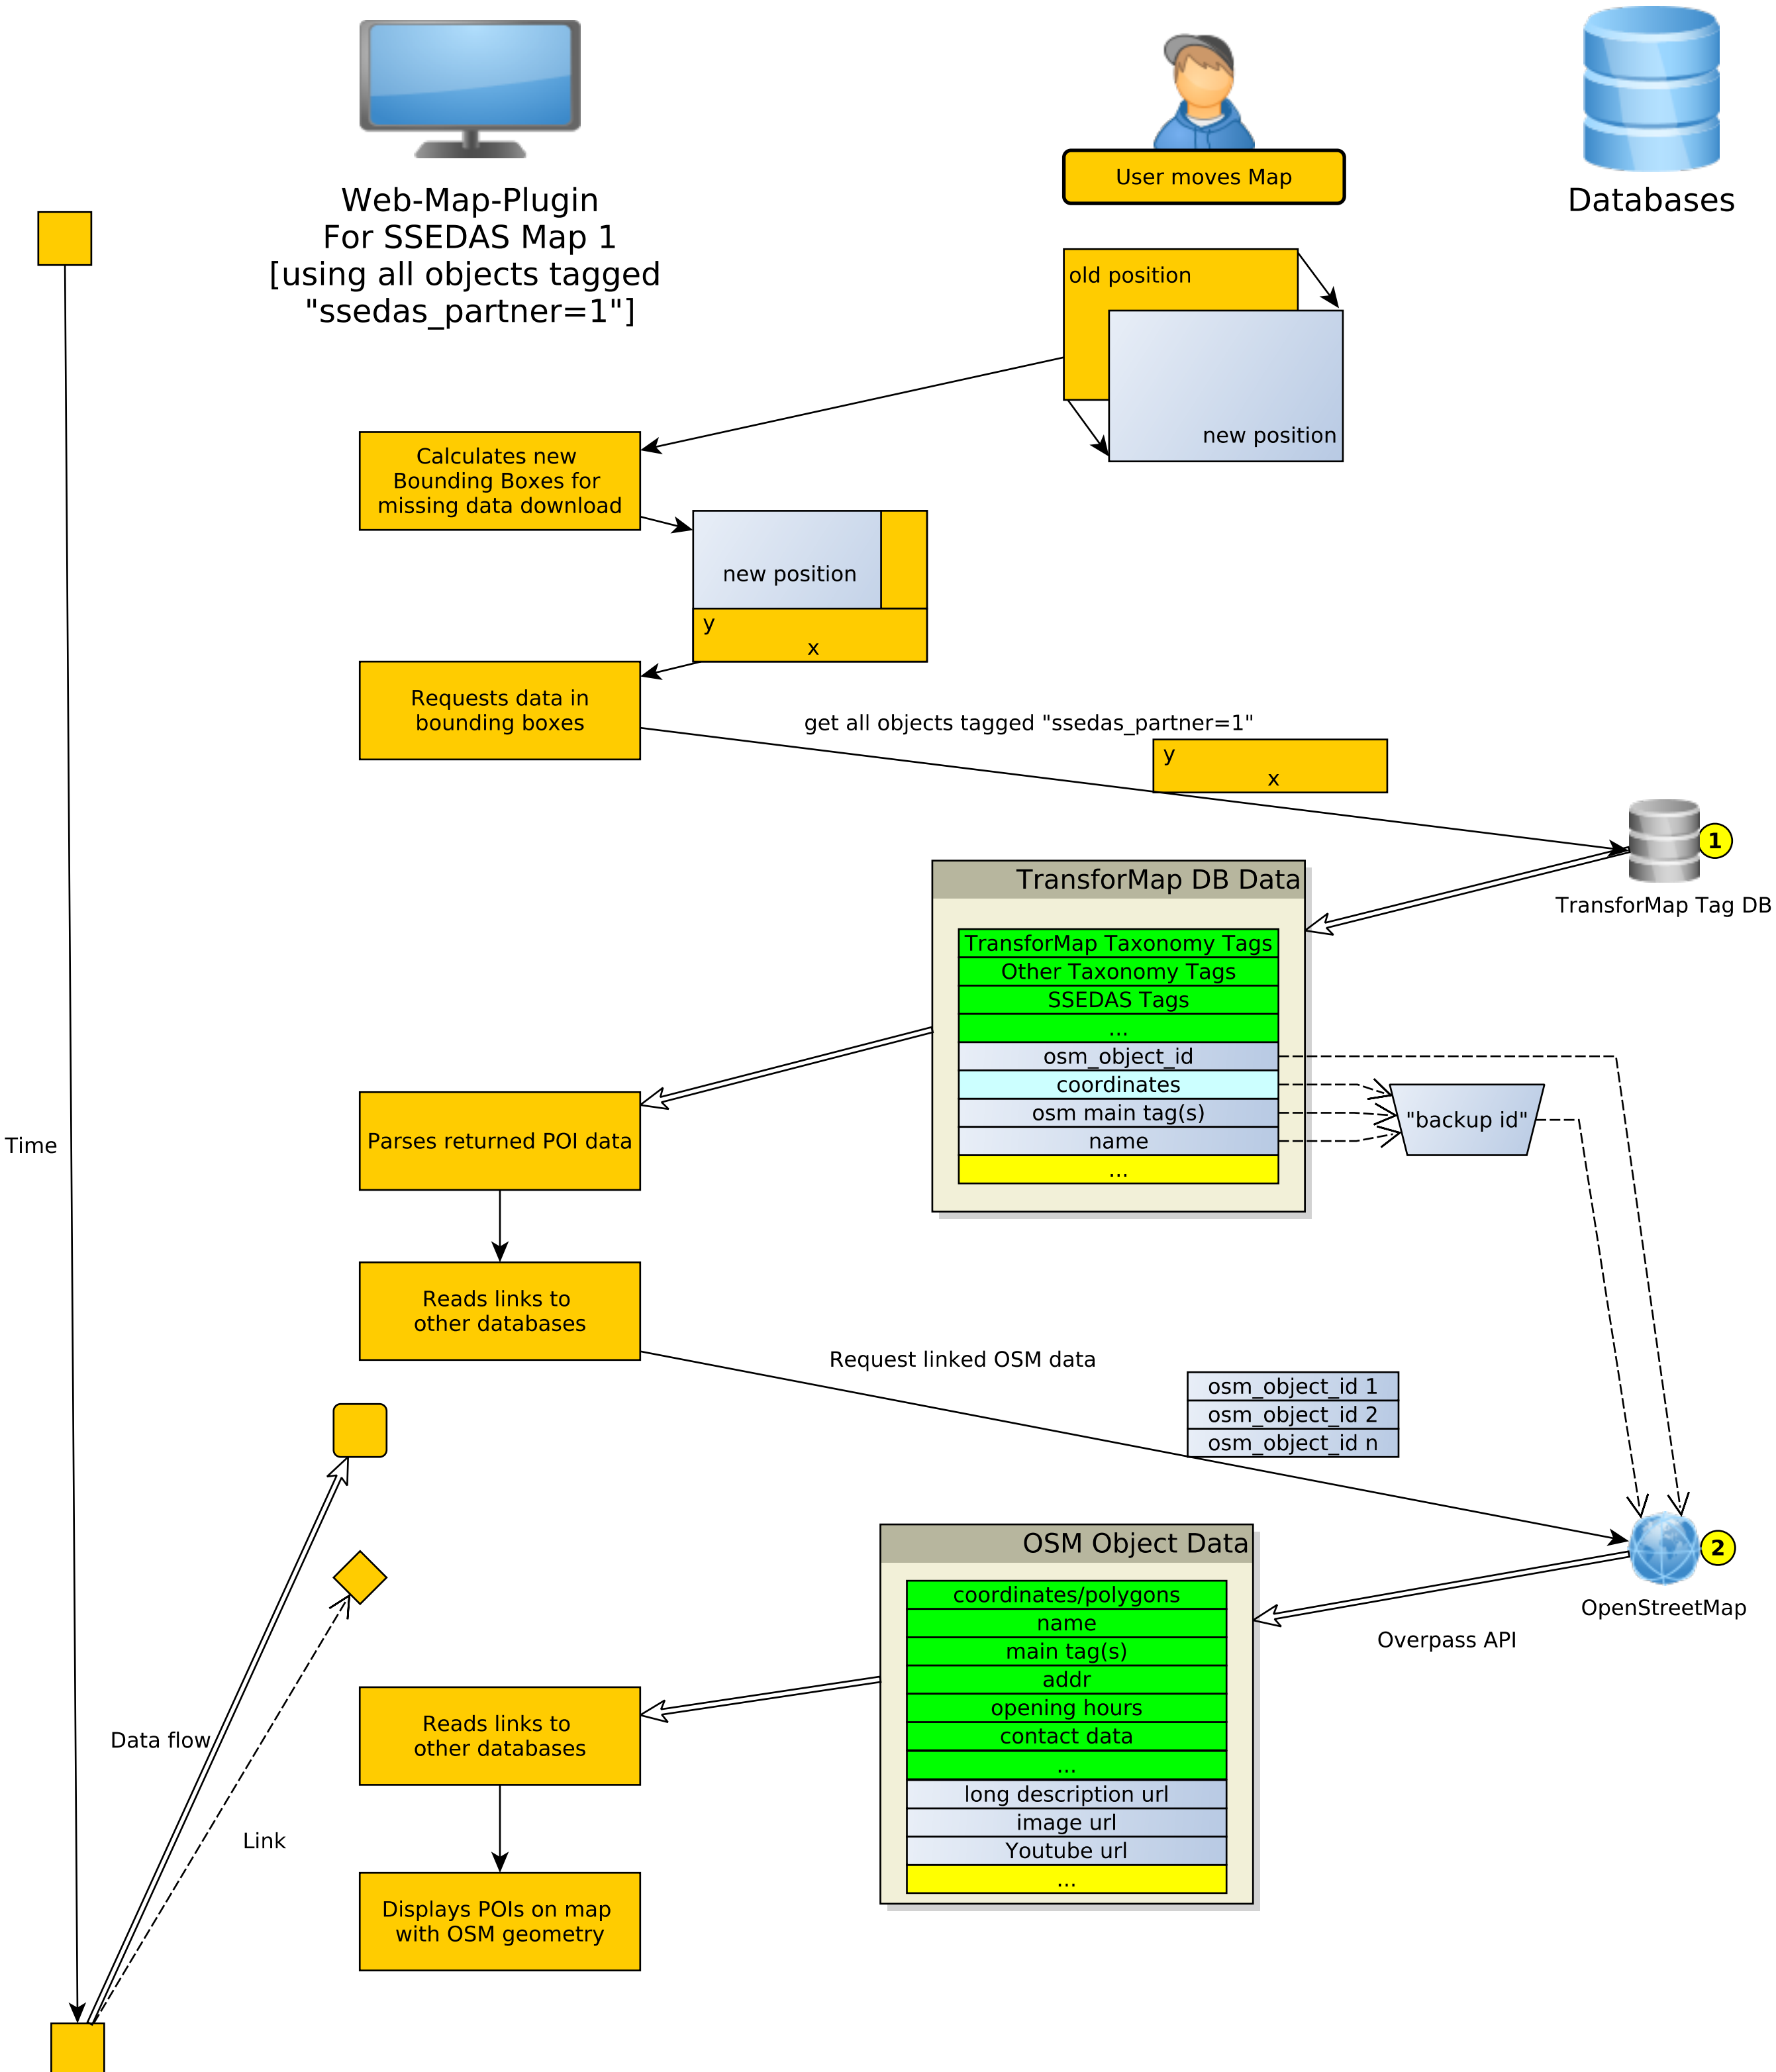 Web-Map-Plugin
For SSEDAS Map 1
[using all objects tagged
"ssedas_partner=1"]
User moves Map
Databases
old position
new position
Calculates new
Bounding Boxes for
missing data download
new position
y
x
Requests data in
bounding boxes
get all objects tagged "ssedas_partner=1"
y
x
1
TransforMap Tag DB
TransforMap DB Data
TransforMap Taxonomy Tags
Other Taxonomy Tags
SSEDAS Tags
...
osm_object_id
coordinates
osm main tag(s)
name
...
"backup id"
Parses returned POI data
Time
Reads links to
other databases
Request linked OSM data
osm_object_id 1
osm_object_id 2
osm_object_id n
2
OpenStreetMap
Overpass API
OSM Object Data
coordinates/polygons
name
main tag(s)
addr
opening hours
contact data
...
long description url
image url
Youtube url
...
Reads links to
other databases
Data flow
Link
Displays POIs on map
with OSM geometry